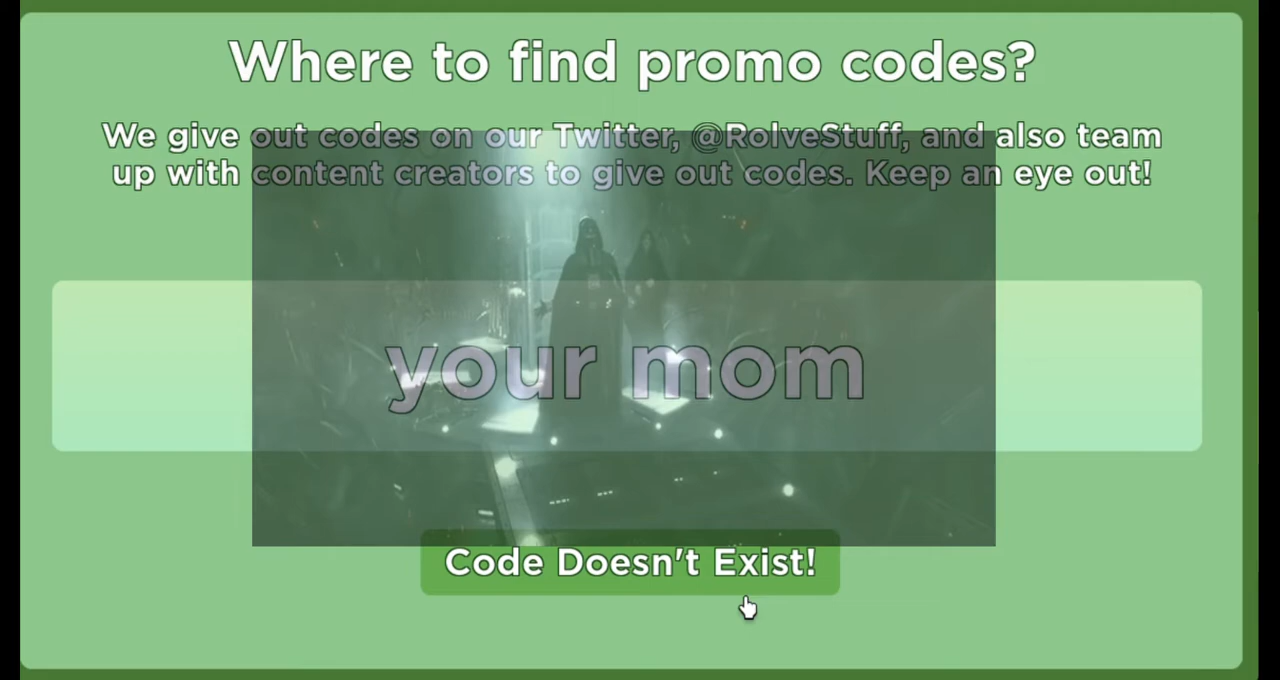 Where to find promo codes?
We give out codes on our Twitter, @RolveStuff, and also team
up with content creators to give out codes. Keep an eye out!
your mom
Code Doesn't Exist!